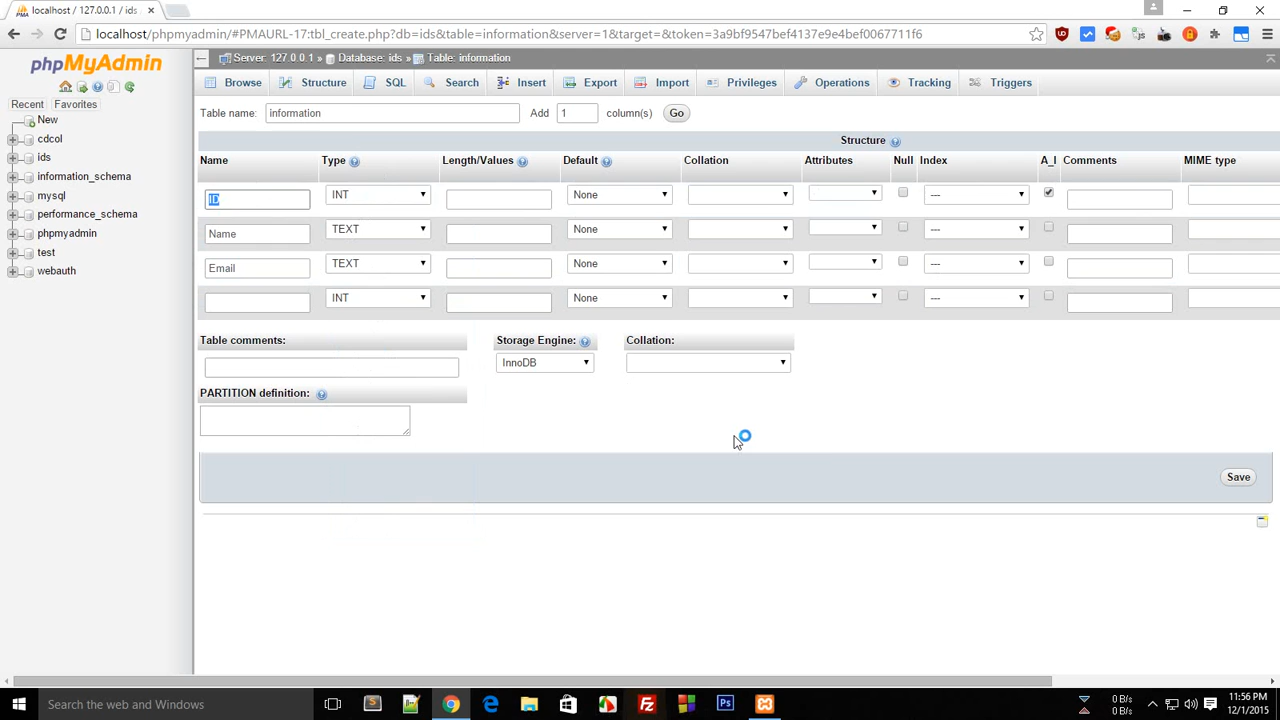 localhost / 127.0.0.1 / ids
localhost/phpmyadmin/#PMAURL-17:tbl_create.php?db=ids&table=information&server=1&target=&token=3a9bf9547bef4137e9e4bef0067711f6
phpMyAdmin
Recent Favorites
New
cdcol
ids
information_schema
mysql
performance_schema
phpmyadmin
test
webauth
Server: 127.0.0.1 » Database: ids » Table: information
Browse Structure SQL Search Insert Export Import Privileges Operations Tracking Triggers
Table name: information Add 1 column(s) Go
Structure
Name Type Length/Values Default Collation Attributes Null Index A_I Comments MIME type
ID INT None ---
Name TEXT None ---
Email TEXT None ---
INT None ---
Table comments: Storage Engine: Collation:
InnoDB
PARTITION definition:
Save
Search the web and Windows
Ps
0 B/s
0 B/s
11:56 PM
12/1/2015